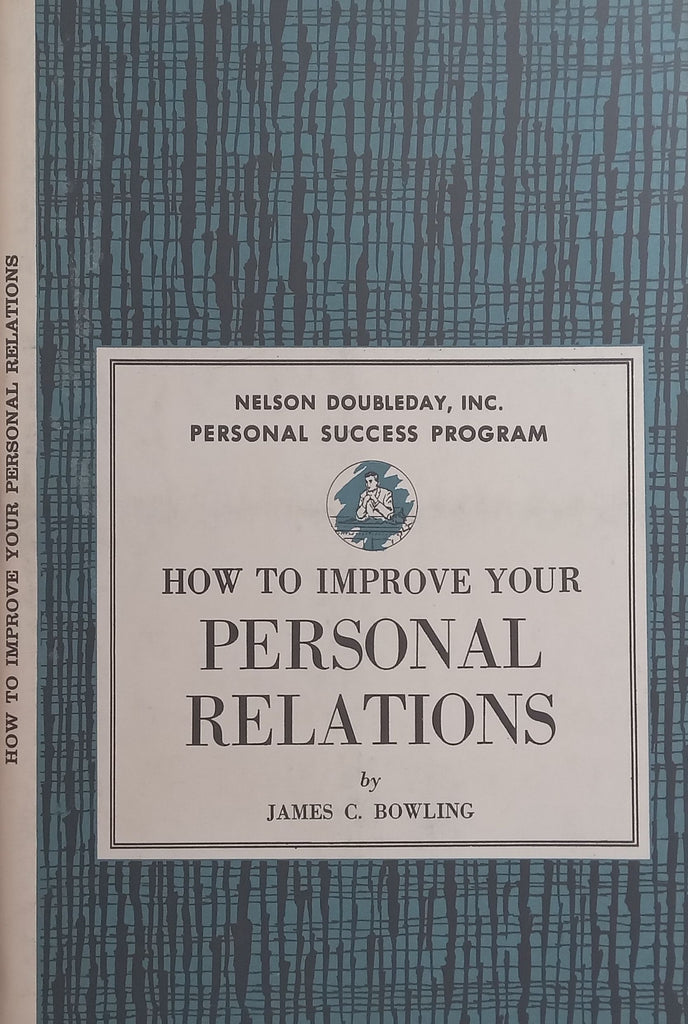 HOW TO IMPROVE YOUR PERSONAL RELATIONS
NELSON DOUBLEDAY, INC.
PERSONAL SUCCESS PROGRAM
HOW TO IMPROVE YOUR
PERSONAL
RELATIONS
by
JAMES C. BOWLING